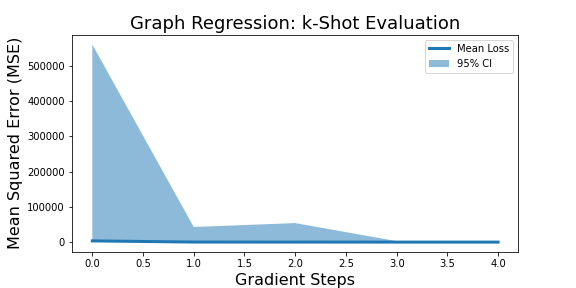 Graph Regression: k-Shot Evaluation
Mean Loss
95% CI
Mean Squared Error (MSE)
500000
400000
300000
200000
100000
0
0.0 0.5 1.0 1.5 2.0 2.5 3.0 3.5 4.0
Gradient Steps